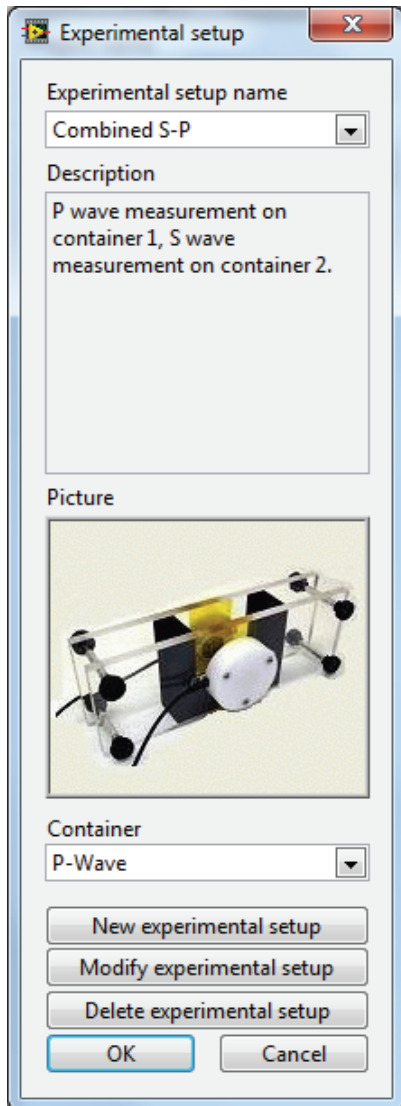 Experimental setup
Experimental setup name
Combined S-P
Description
P wave measurement on
container 1, S wave
measurement on container 2.
Picture
Container
P-Wave
New experimental setup
Modify experimental setup
Delete experimental setup
OK Cancel